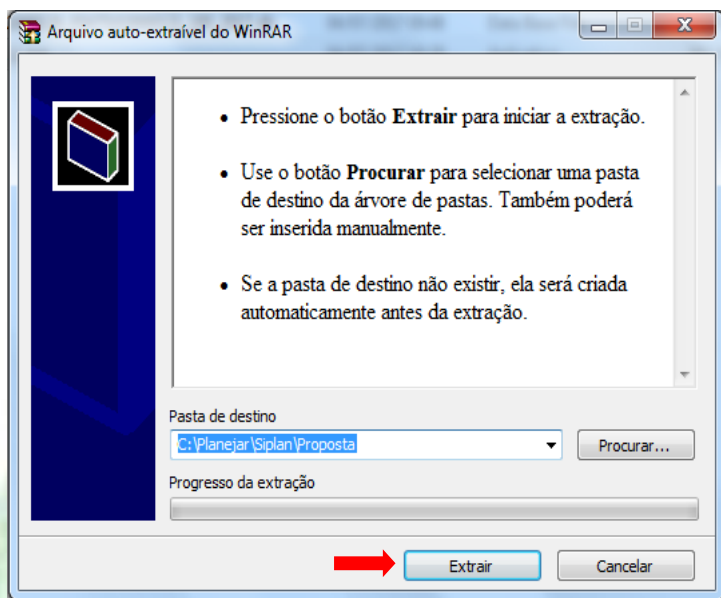 Arquivo auto-extraível do WinRAR
• Pressione o botão Extrair para iniciar a extração.
• Use o botão Procurar para selecionar uma pasta
de destino da árvore de pastas. Também poderá
ser inserida manualmente.
• Se a pasta de destino não existir, ela será criada
automaticamente antes da extração.
Pasta de destino
C:\Planejar\Siplan\Proposta
Procurar...
Progresso da extração
Extrair
Cancelar